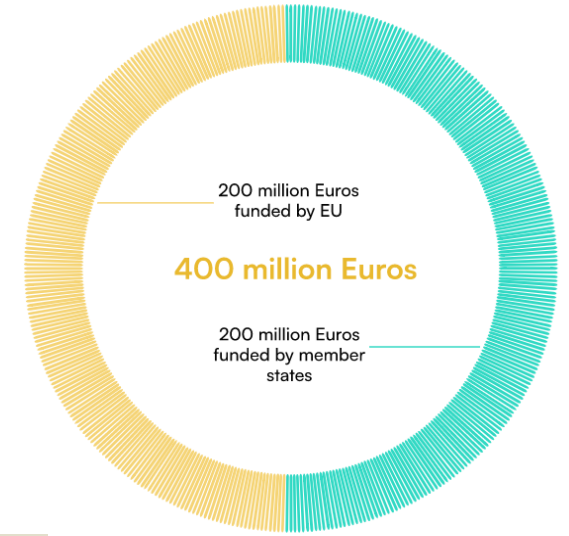 200 million Euros
funded by EU
400 million Euros
200 million Euros
funded by member
states